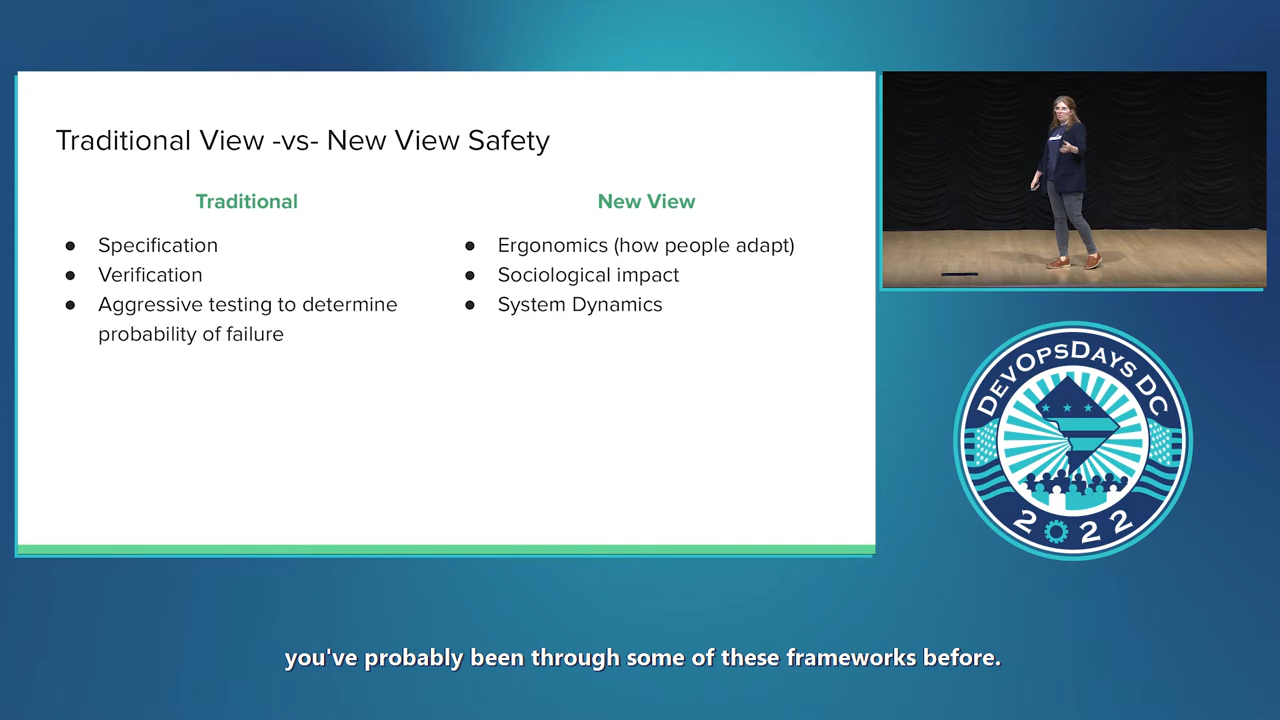 Traditional View -vs- New View Safety
Traditional
● Specification
● Verification
● Aggressive testing to determine
probability of failure
New View
● Ergonomics (how people adapt)
● Sociological impact
● System Dynamics
DEVOPSDAYS DC
2022
you've probably been through some of these frameworks before.